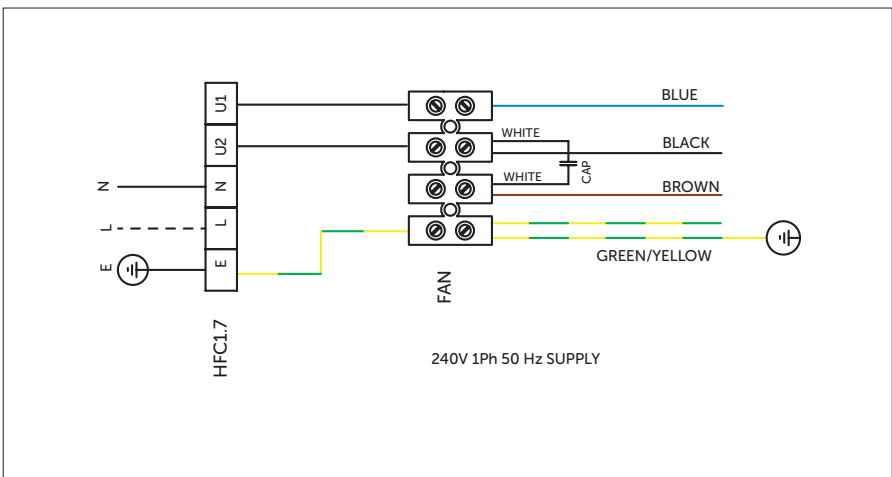 U1
BLUE
U2
WHITE
BLACK
CAP
N
N
WHITE
BROWN
L
L
E
E
GREEN/YELLOW
HFC1.7
FAN
240V 1Ph 50 Hz SUPPLY